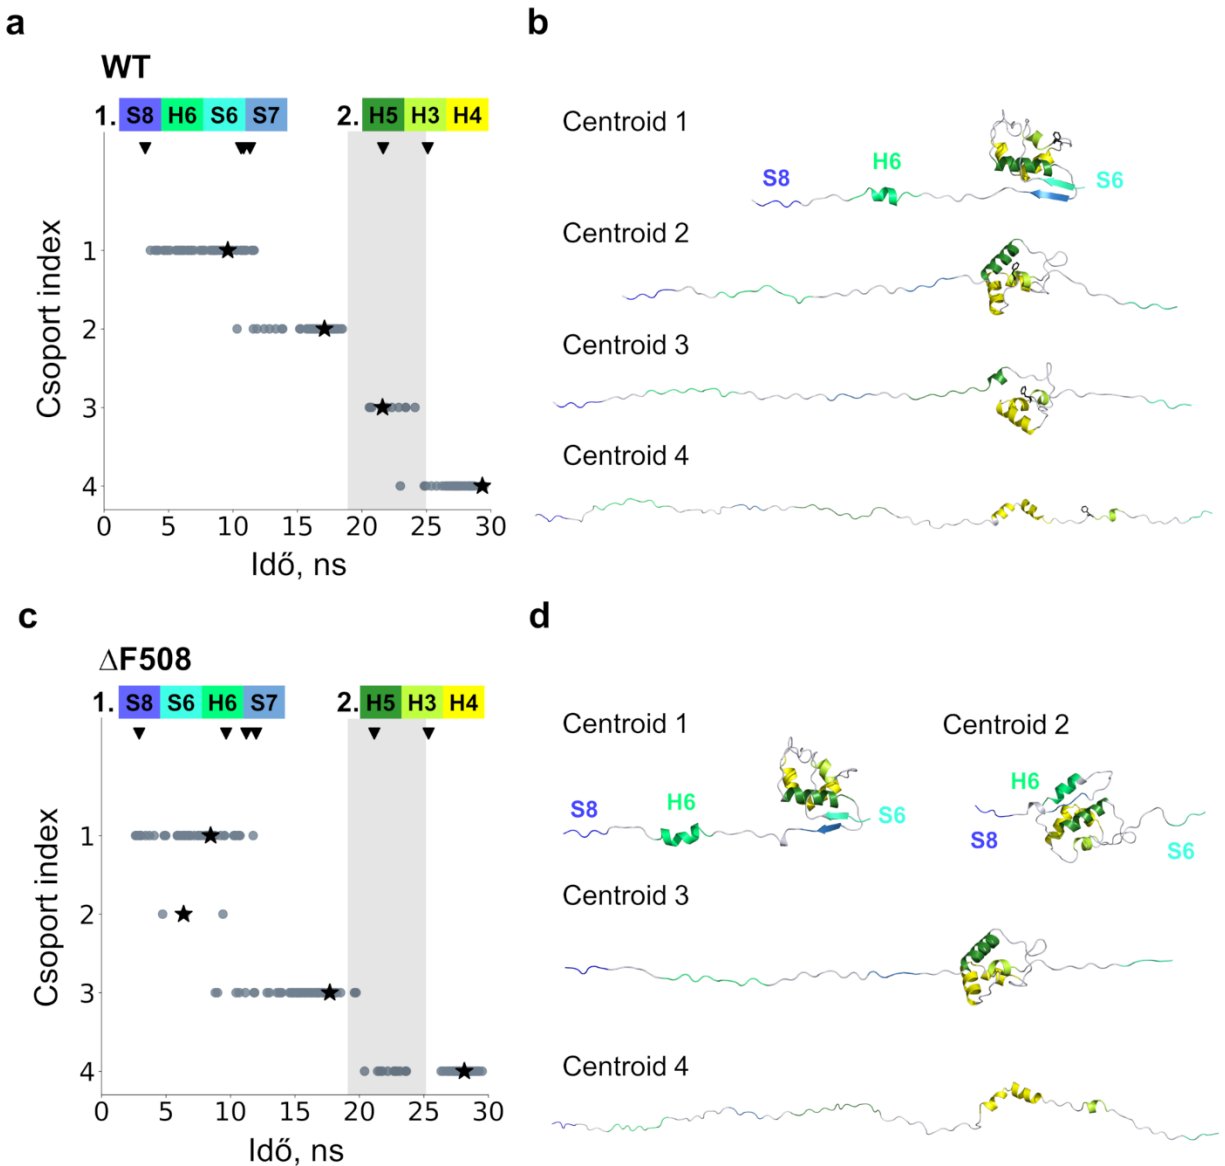 a
WT
1. S8 H6 S6 S7 2. H5 H3 H4
Csoport index
1
2
3
4
0 5 10 15 20 25 30
Idő, ns
b
Centroid 1
S8 H6 S6
Centroid 2
Centroid 3
Centroid 4
c
ΔF508
1. S8 S6 H6 S7 2. H5 H3 H4
Csoport index
1
2
3
4
0 5 10 15 20 25 30
Idő, ns
d
Centroid 1 Centroid 2
S8 H6 S6
H6 S8 S6
Centroid 3
Centroid 4